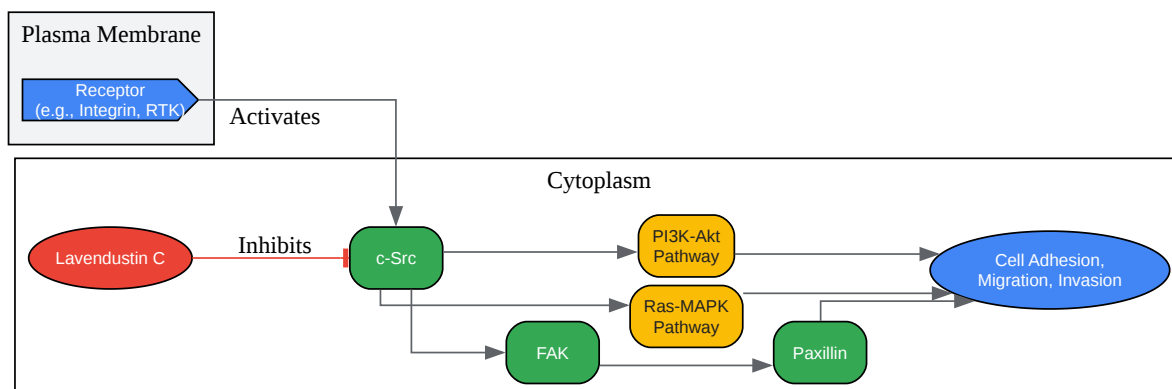 Plasma Membrane
Receptor
(e.g., Integrin, RTK)
Activates
Cytoplasm
Lavendustin C
Inhibits
c-Src
PI3K-Akt
Pathway
Ras-MAPK
Pathway
FAK
Paxillin
Cell Adhesion,
Migration, Invasion